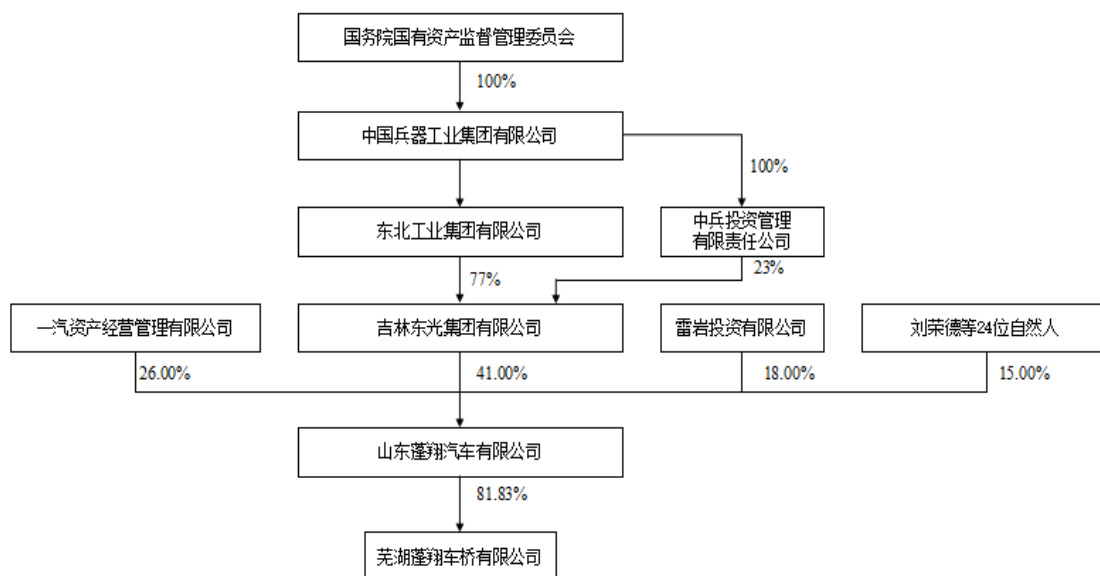 国务院国有资产监督管理委员会
100%
中国兵器工业集团有限公司
100%
东北工业集团有限公司
中兵投资管理
有限责任公司
77%
23%
一汽资产经营管理有限公司
吉林东光集团有限公司
雷岩投资有限公司
刘荣德等24位自然人
26.00%
41.00%
18.00%
15.00%
山东蓬翔汽车有限公司
81.83%
芜湖蓬翔车桥有限公司